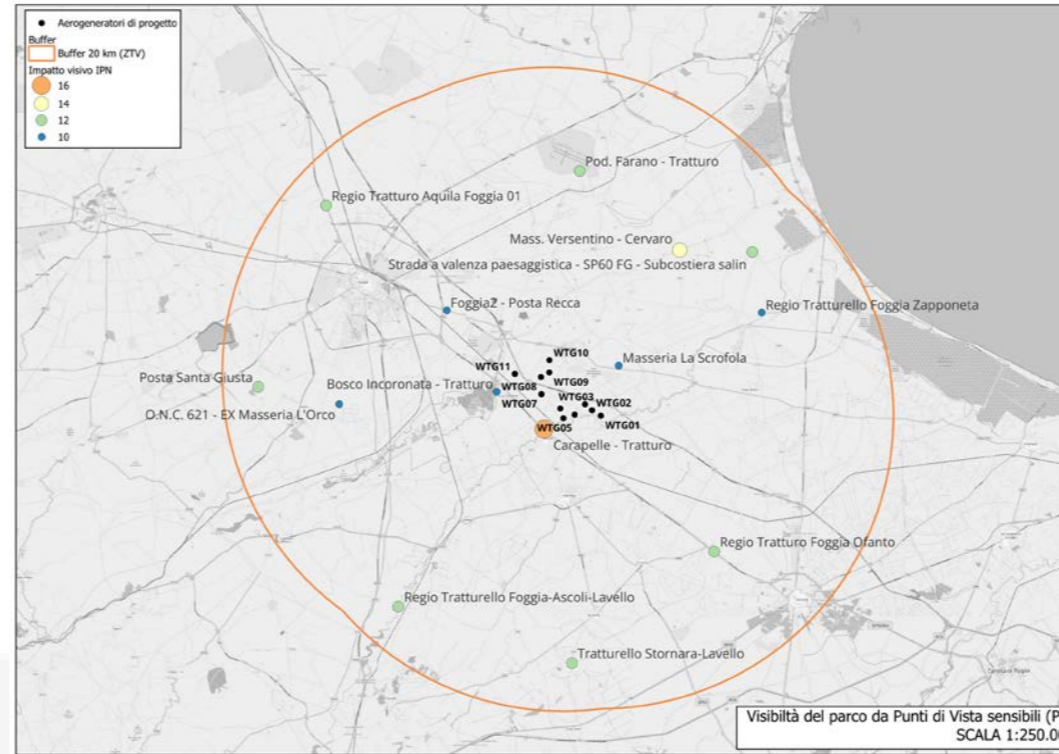 Aerogeneratori di progetto
Buffer
Buffer 20 km (ZTV)
Impatto visivo IPN
16
14
12
10
Pod. Farano - Tratturo
Regio Tratturo Aquila Foggia 01
Mass. Versentino - Cervaro
Strada a valenza paesaggistica - SP60 FG - Subcostiera salin
Foggia2 - Posta Recca
Regio Tratturello Foggia Zapponeta
WTG10
WTG11
Masseria La Scrofola
Posta Santa Giusta
Bosco Incoronata - Tratturo
WTG08
WTG09
WTG07
WTG03
WTG02
O.N.C. 621 - EX Masseria L'Orco
WTG05
WTG01
Carapelle - Tratturo
Regio Tratturo Foggia Ofanto
Regio Tratturello Foggia-Ascoli-Lavello
Tratturello Stornara-Lavello
Visibiltà del parco da Punti di Vista sensibili (P
SCALA 1:250.0